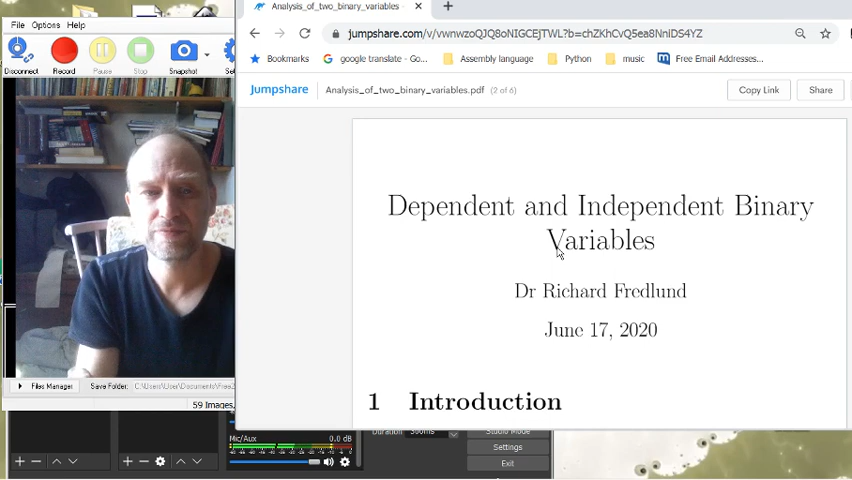 File Options Help
Disconnect Record Pause Stop Snapshot
Files Manager Save Folder:
59 Images,
Analysis_of_two_binary_variables -
jumpshare.com/v/vwnwzoQJQ8oNIGCEjTWL?b=chZKhCvQ5ea8NniDS4YZ
Bookmarks google translate - Go... Assembly language Python music Free Email Addresses...
Jumpshare Analysis_of_two_binary_variables.pdf (2 of 6) Copy Link Share
Dependent and Independent Binary
Variables
Dr Richard Fredlund
June 17, 2020
1 Introduction
Mic/Aux 0.0 dB
Duration 300ms
Studio Mode
Settings
Exit